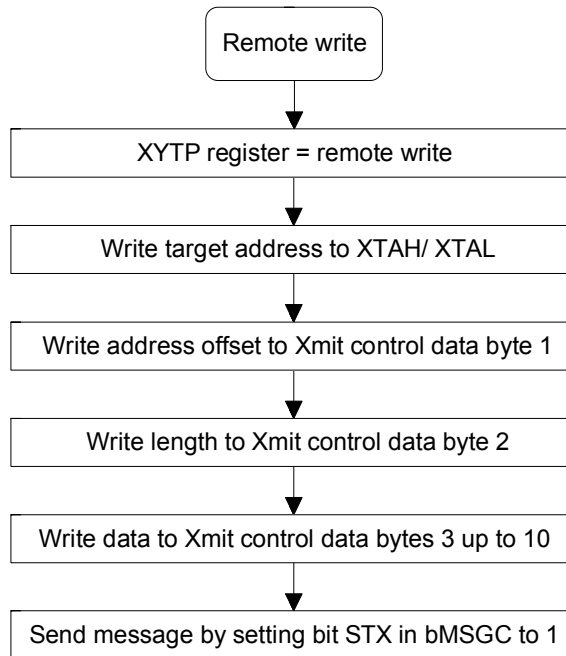 Remote write
XYTP register = remote write
Write target address to XTAH/ XTAL
Write address offset to Xmit control data byte 1
Write length to Xmit control data byte 2
Write data to Xmit control data bytes 3 up to 10
Send message by setting bit STX in bMSGC to 1